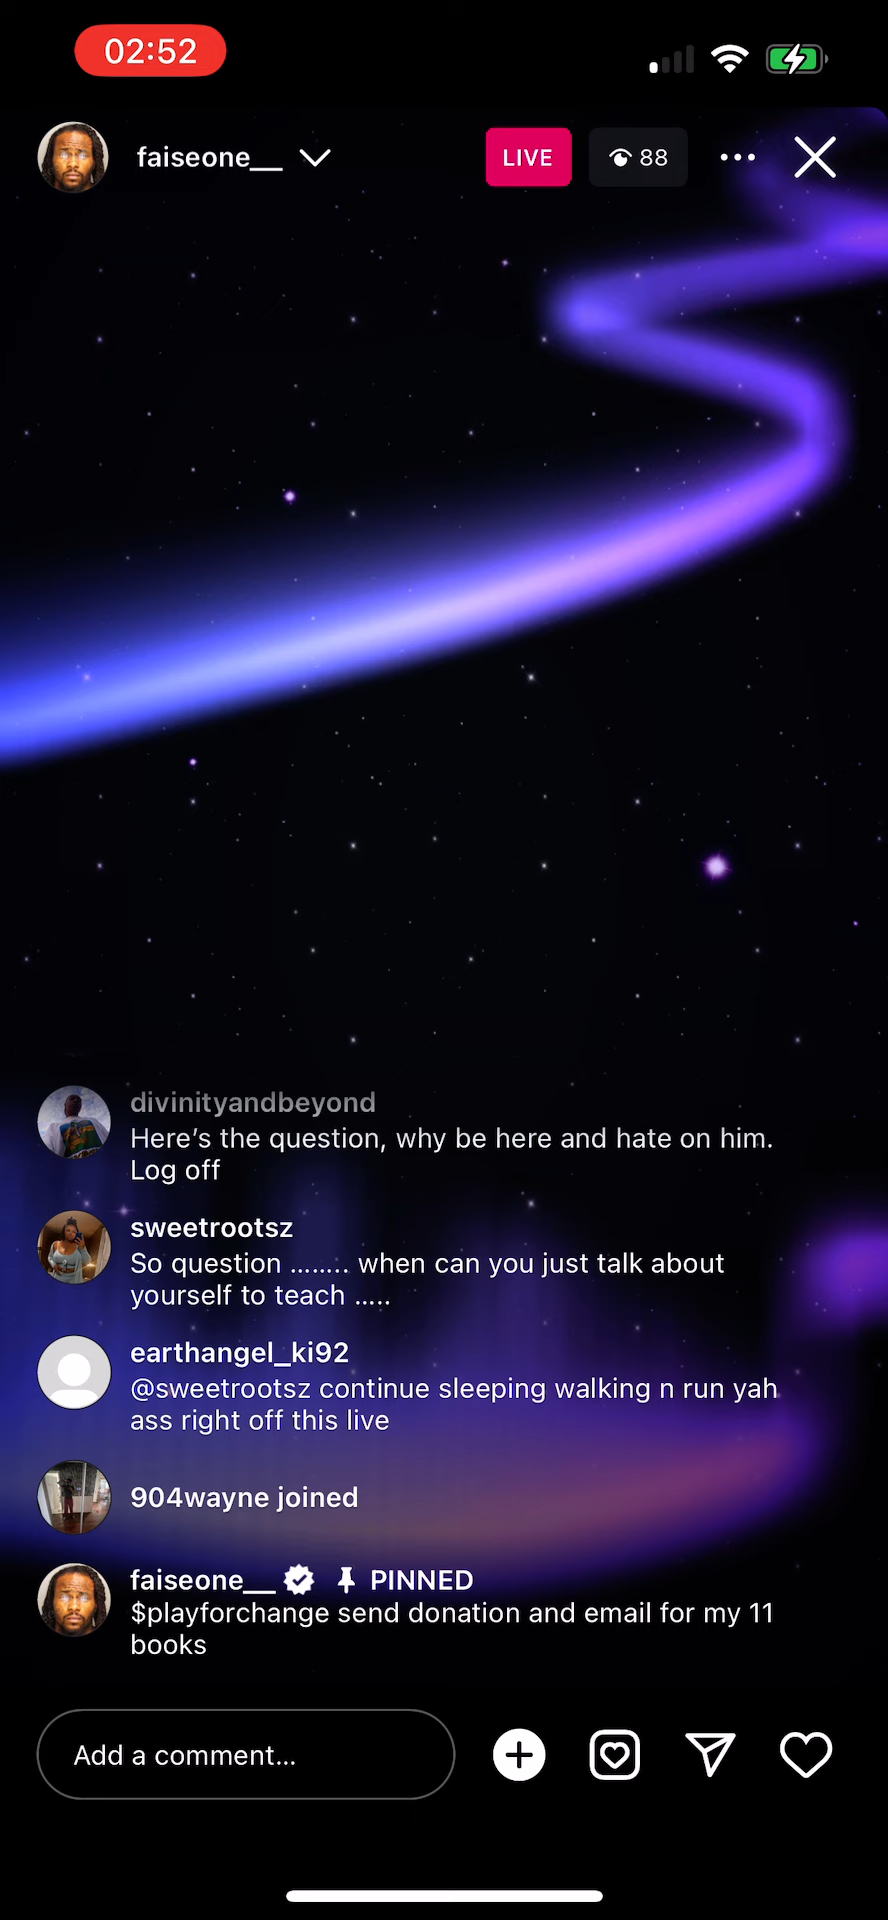 02:52
faiseone__
LIVE
88
divinityandbeyond
Here’s the question, why be here and hate on him.
Log off
sweetrootsz
So question …….. when can you just talk about
yourself to teach …..
earthangel_ki92
@sweetrootsz continue sleeping walking n run yah
ass right off this live
904wayne joined
faiseone__ PINNED
$playforchange send donation and email for my 11
books
Add a comment…